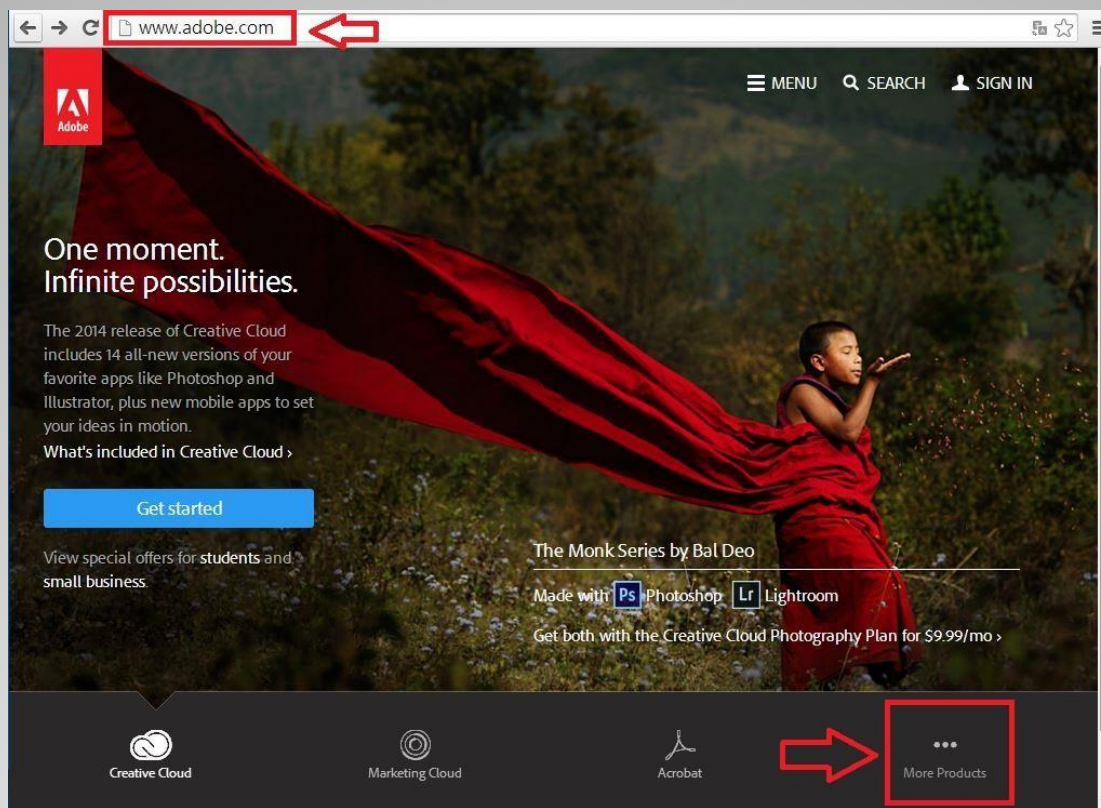 www.adobe.com
Adobe
MENU
SEARCH
SIGN IN
One moment.
Infinite possibilities.
The 2014 release of Creative Cloud
includes 14 all-new versions of your
favorite apps like Photoshop and
Illustrator, plus new mobile apps to set
your ideas in motion.
What's included in Creative Cloud ›
Get started
View special offers for students and
small business.
The Monk Series by Bal Deo
Made with Ps Photoshop Lr Lightroom
Get both with the Creative Cloud Photography Plan for $9.99/mo ›
Creative Cloud
Marketing Cloud
Acrobat
More Products